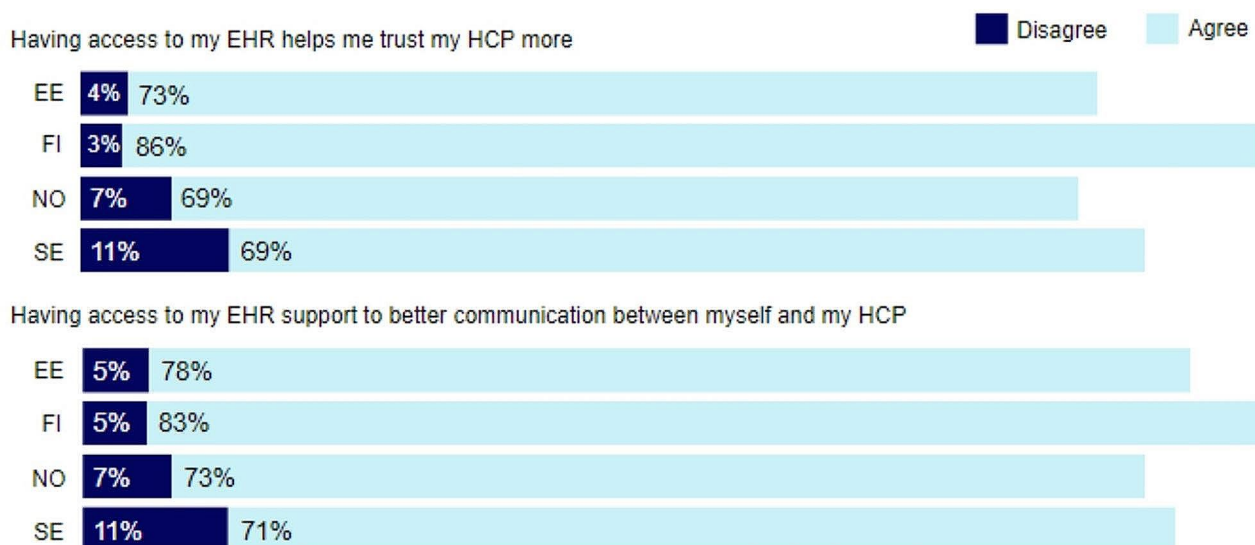 Disagree Agree
Having access to my EHR helps me trust my HCP more
EE 4% 73%
FI 3% 86%
NO 7% 69%
SE 11% 69%
Having access to my EHR support to better communication between myself and my HCP
EE 5% 78%
FI 5% 83%
NO 7% 73%
SE 11% 71%